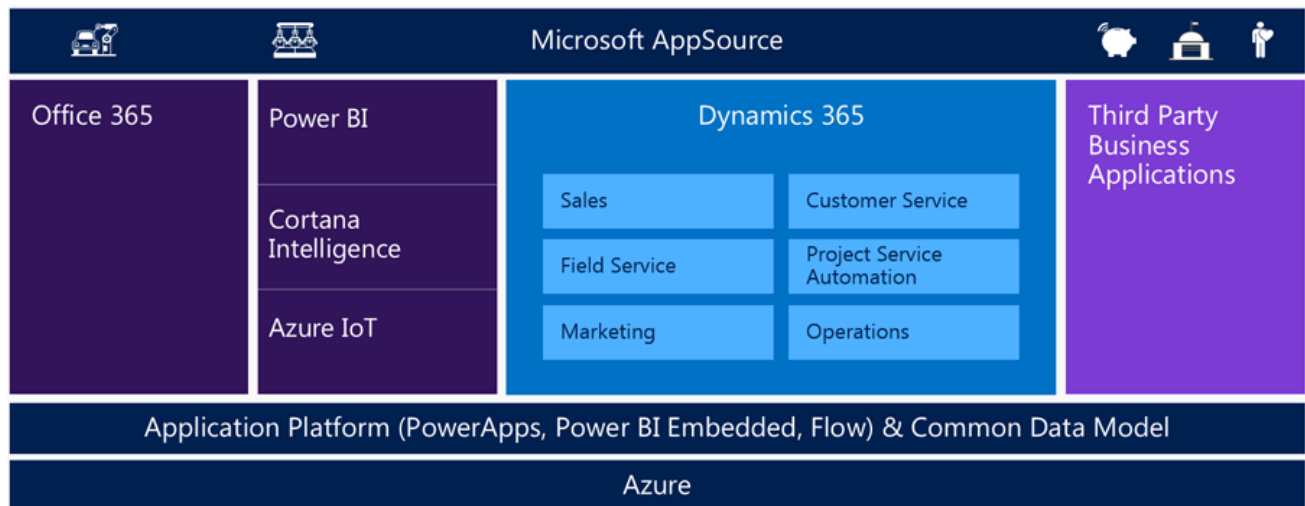 Microsoft AppSource
Office 365
Power BI
Cortana
Intelligence
Azure IoT
Dynamics 365
Sales
Customer Service
Field Service
Project Service
Automation
Marketing
Operations
Third Party
Business
Applications
Application Platform (PowerApps, Power BI Embedded, Flow) & Common Data Model
Azure